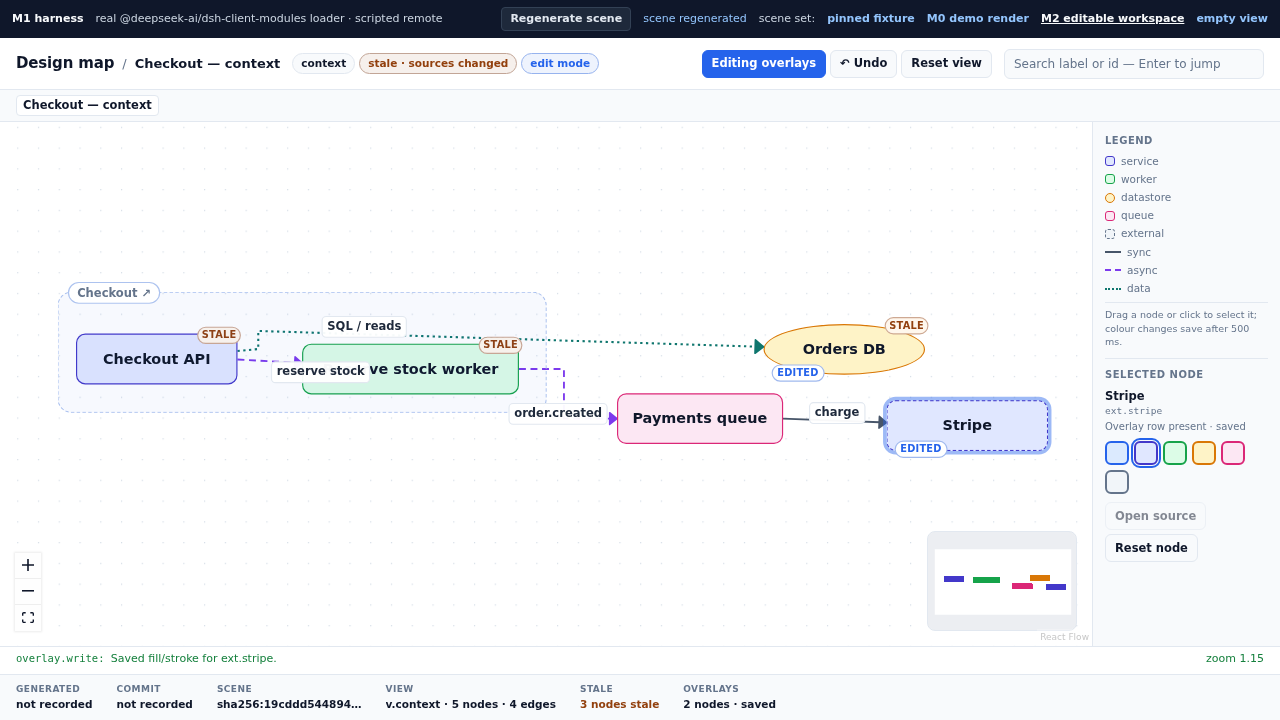 M1 harness real @deepseek-ai/dsh-client-modules loader · scripted remote Regenerate scene scene regenerated scene set: pinned fixture M0 demo render M2 editable workspace empty view
Design map / Checkout — context context stale · sources changed edit mode Editing overlays ↶ Undo Reset view Search label or id — Enter to jump
Checkout — context
Checkout ↗
Checkout API
STALE
SQL / reads
reserve stock
ve stock worker
STALE
order.created
Payments queue
charge
Orders DB
STALE
EDITED
Stripe
EDITED
React Flow
LEGEND
service
worker
datastore
queue
external
sync
async
data
Drag a node or click to select it;
colour changes save after 500
ms.
SELECTED NODE
Stripe
ext.stripe
Overlay row present · saved
Open source
Reset node
overlay.write: Saved fill/stroke for ext.stripe. zoom 1.15
GENERATED COMMIT SCENE VIEW STALE OVERLAYS
not recorded not recorded sha256:19cddd544894… v.context · 5 nodes · 4 edges 3 nodes stale 2 nodes · saved